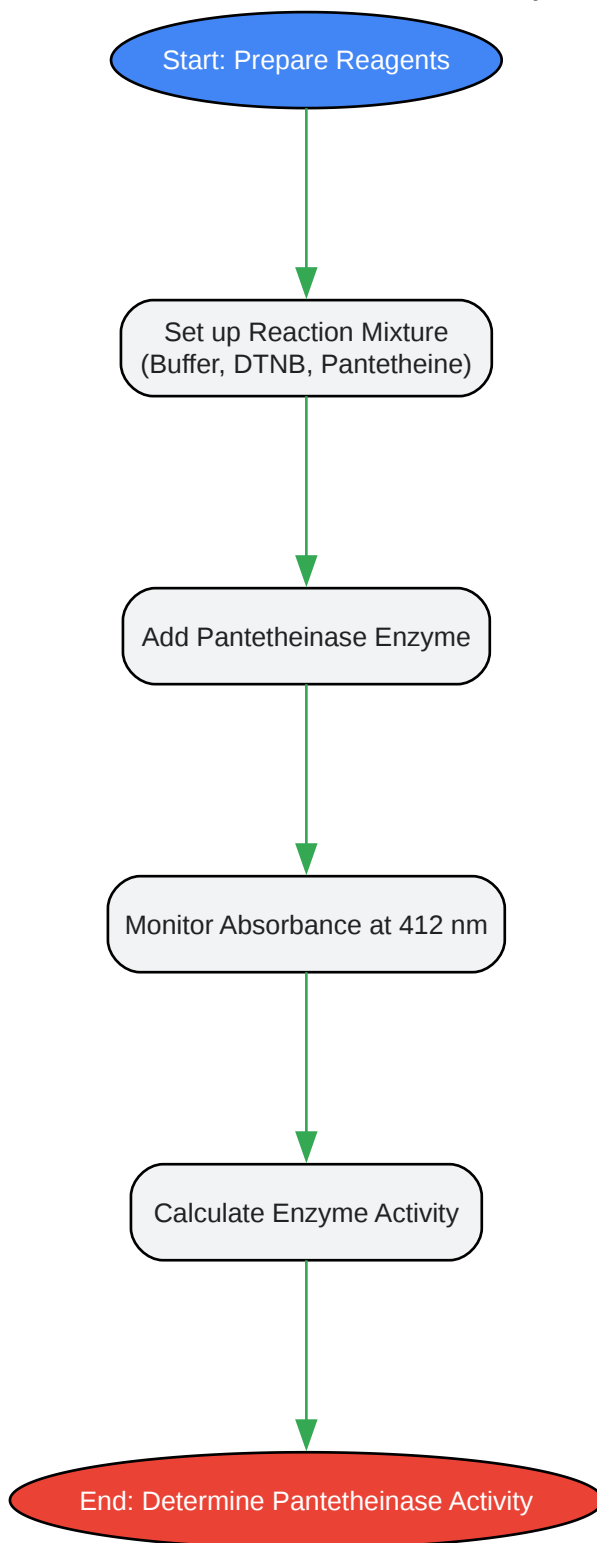 Start: Prepare Reagents
Set up Reaction Mixture
(Buffer, DTNB, Pantetheine)
Add Pantetheinase Enzyme
Monitor Absorbance at 412 nm
Calculate Enzyme Activity
End: Determine Pantetheinase Activity